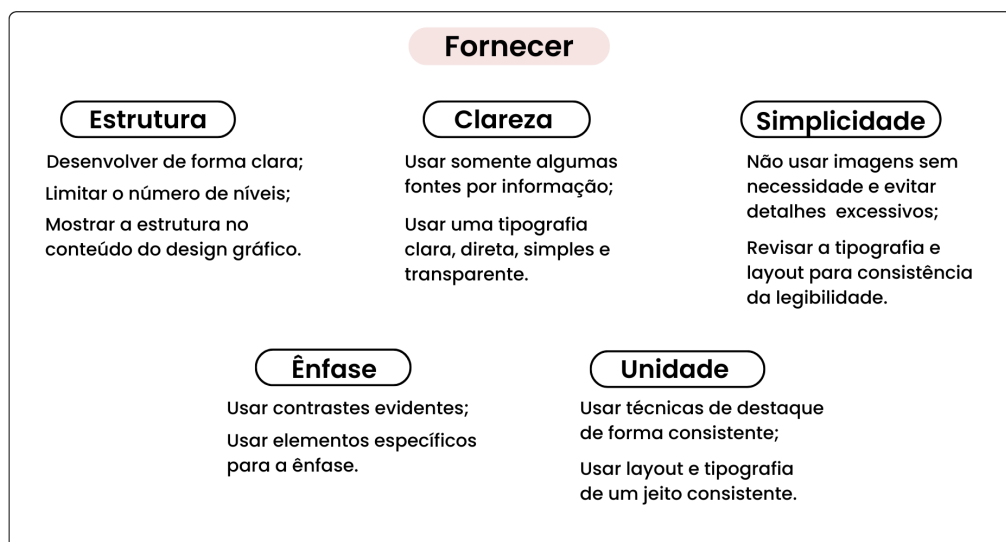 Fornecer
Estrutura
Desenvolver de forma clara;
Limitar o número de níveis;
Mostrar a estrutura no
conteúdo do design gráfico.
Clareza
Usar somente algumas
fontes por informação;
Usar uma tipografia
clara, direta, simples e
transparente.
Simplicidade
Não usar imagens sem
necessidade e evitar
detalhes excessivos;
Revisar a tipografia e
layout para consistência
da legibilidade.
Ênfase
Usar contrastes evidentes;
Usar elementos específicos
para a ênfase.
Unidade
Usar técnicas de destaque
de forma consistente;
Usar layout e tipografia
de um jeito consistente.